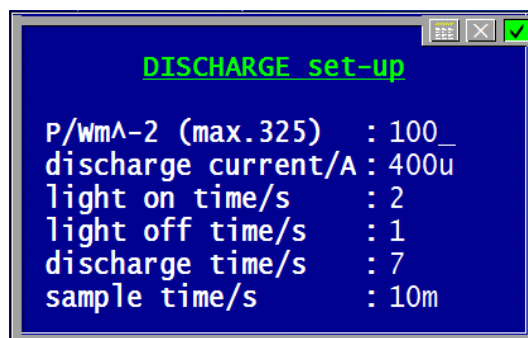 DISCHARGE set-up
P/Wm^-2 (max.325) : 100_
discharge current/A : 400u
light on time/s : 2
light off time/s : 1
discharge time/s : 7
sample time/s : 10m